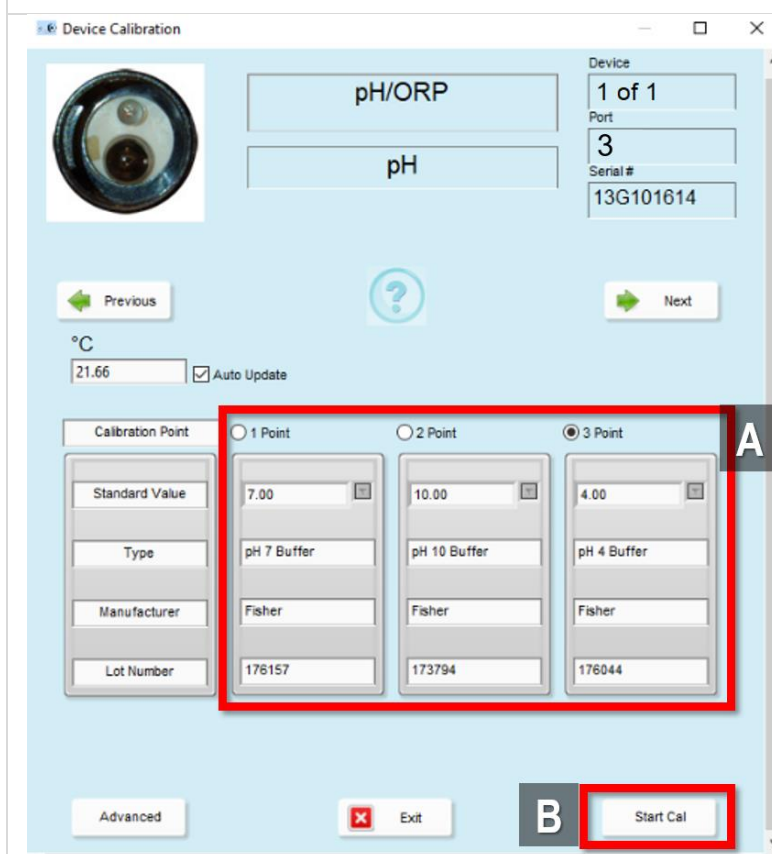 Device Calibration
pH/ORP
pH
Device
1 of 1
Port
3
Serial #
13G101614
Previous
?
Next
°C
21.66
Auto Update
Calibration Point
1 Point
2 Point
3 Point
A
Standard Value
7.00
10.00
4.00
Type
pH 7 Buffer
pH 10 Buffer
pH 4 Buffer
Manufacturer
Fisher
Fisher
Fisher
Lot Number
176157
173794
176044
Advanced
Exit
B
Start Cal